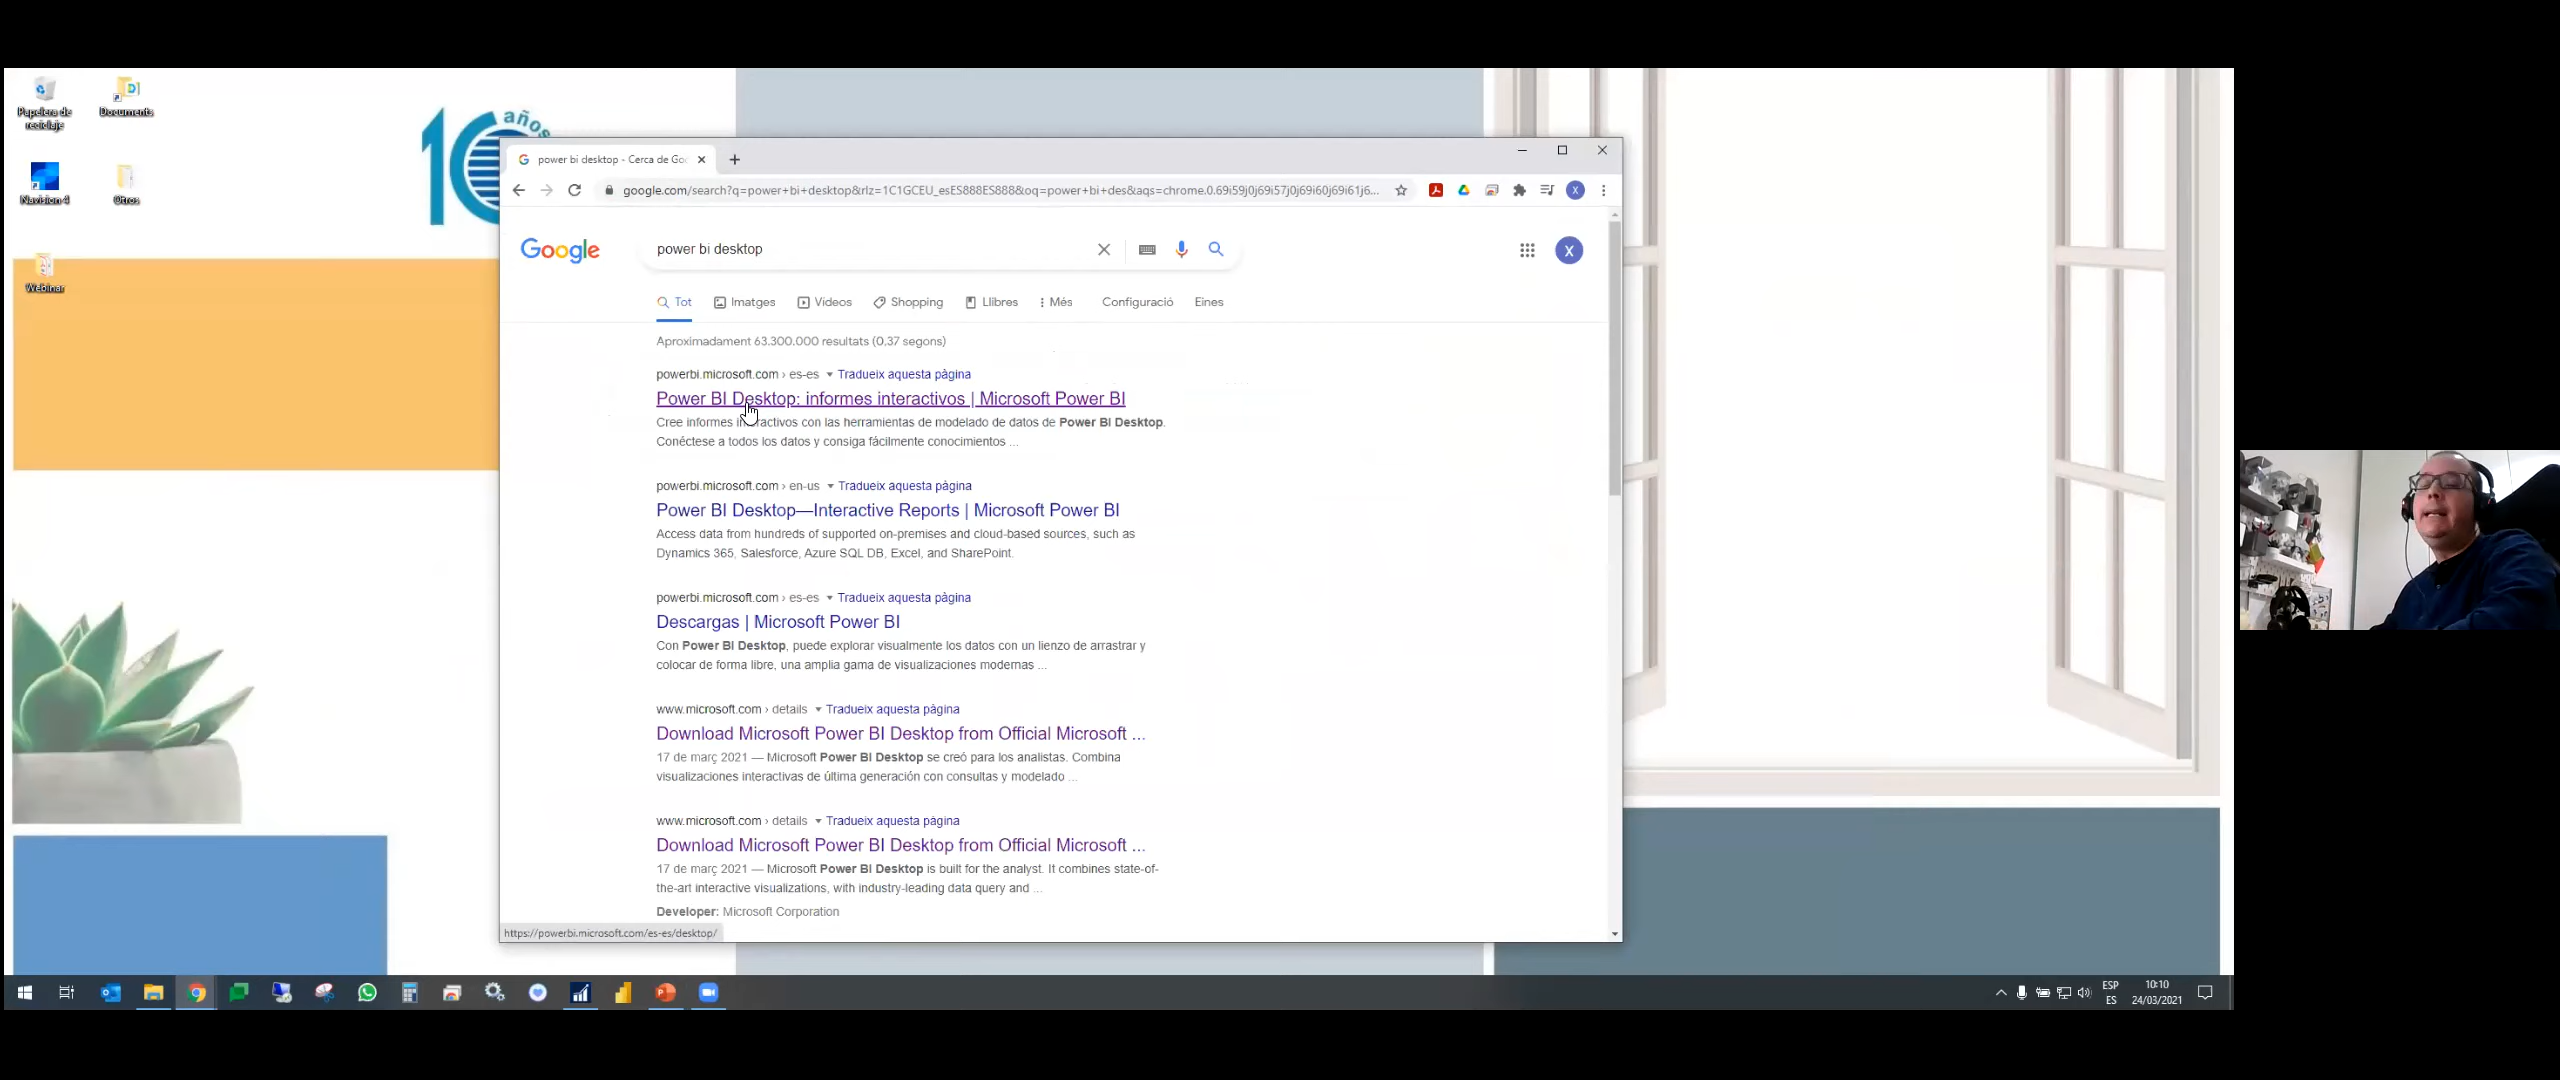 Papelera de
reciclaje
Documents
Navision 4
Otros
Webinar
10 años
power bi desktop - Cerca de Go
google.com/search?q=power+bi+desktop&rlz=1C1GCEU_esES888ES888&oq=power+bi+des&aqs=chrome.0.69i59j0j69i57j0j69i60j69i61j6...
X
Google
power bi desktop
X
Tot
Imatges
Vídeos
Shopping
Llibres
Més
Configuració
Eines
Aproximadament 63.300.000 resultats (0,37 segons)
powerbi.microsoft.com › es-es ▾ Tradueix aquesta pàgina
Power BI Desktop: informes interactivos | Microsoft Power BI
Cree informes interactivos con las herramientas de modelado de datos de Power BI Desktop.
Conéctese a todos los datos y consiga fácilmente conocimientos ...
powerbi.microsoft.com › en-us ▾ Tradueix aquesta pàgina
Power BI Desktop—Interactive Reports | Microsoft Power BI
Access data from hundreds of supported on-premises and cloud-based sources, such as
Dynamics 365, Salesforce, Azure SQL DB, Excel, and SharePoint.
powerbi.microsoft.com › es-es ▾ Tradueix aquesta pàgina
Descargas | Microsoft Power BI
Con Power BI Desktop, puede explorar visualmente los datos con un lienzo de arrastrar y
colocar de forma libre, una amplia gama de visualizaciones modernas ...
www.microsoft.com › details ▾ Tradueix aquesta pàgina
Download Microsoft Power BI Desktop from Official Microsoft ...
17 de març 2021 — Microsoft Power BI Desktop se creó para los analistas. Combina
visualizaciones interactivas de última generación con consultas y modelado ...
www.microsoft.com › details ▾ Tradueix aquesta pàgina
Download Microsoft Power BI Desktop from Official Microsoft ...
17 de març 2021 — Microsoft Power BI Desktop is built for the analyst. It combines state-of-
the-art interactive visualizations, with industry-leading data query and ...
Developer: Microsoft Corporation
https://powerbi.microsoft.com/es-es/desktop/
ESP
ES
10:10
24/03/2021